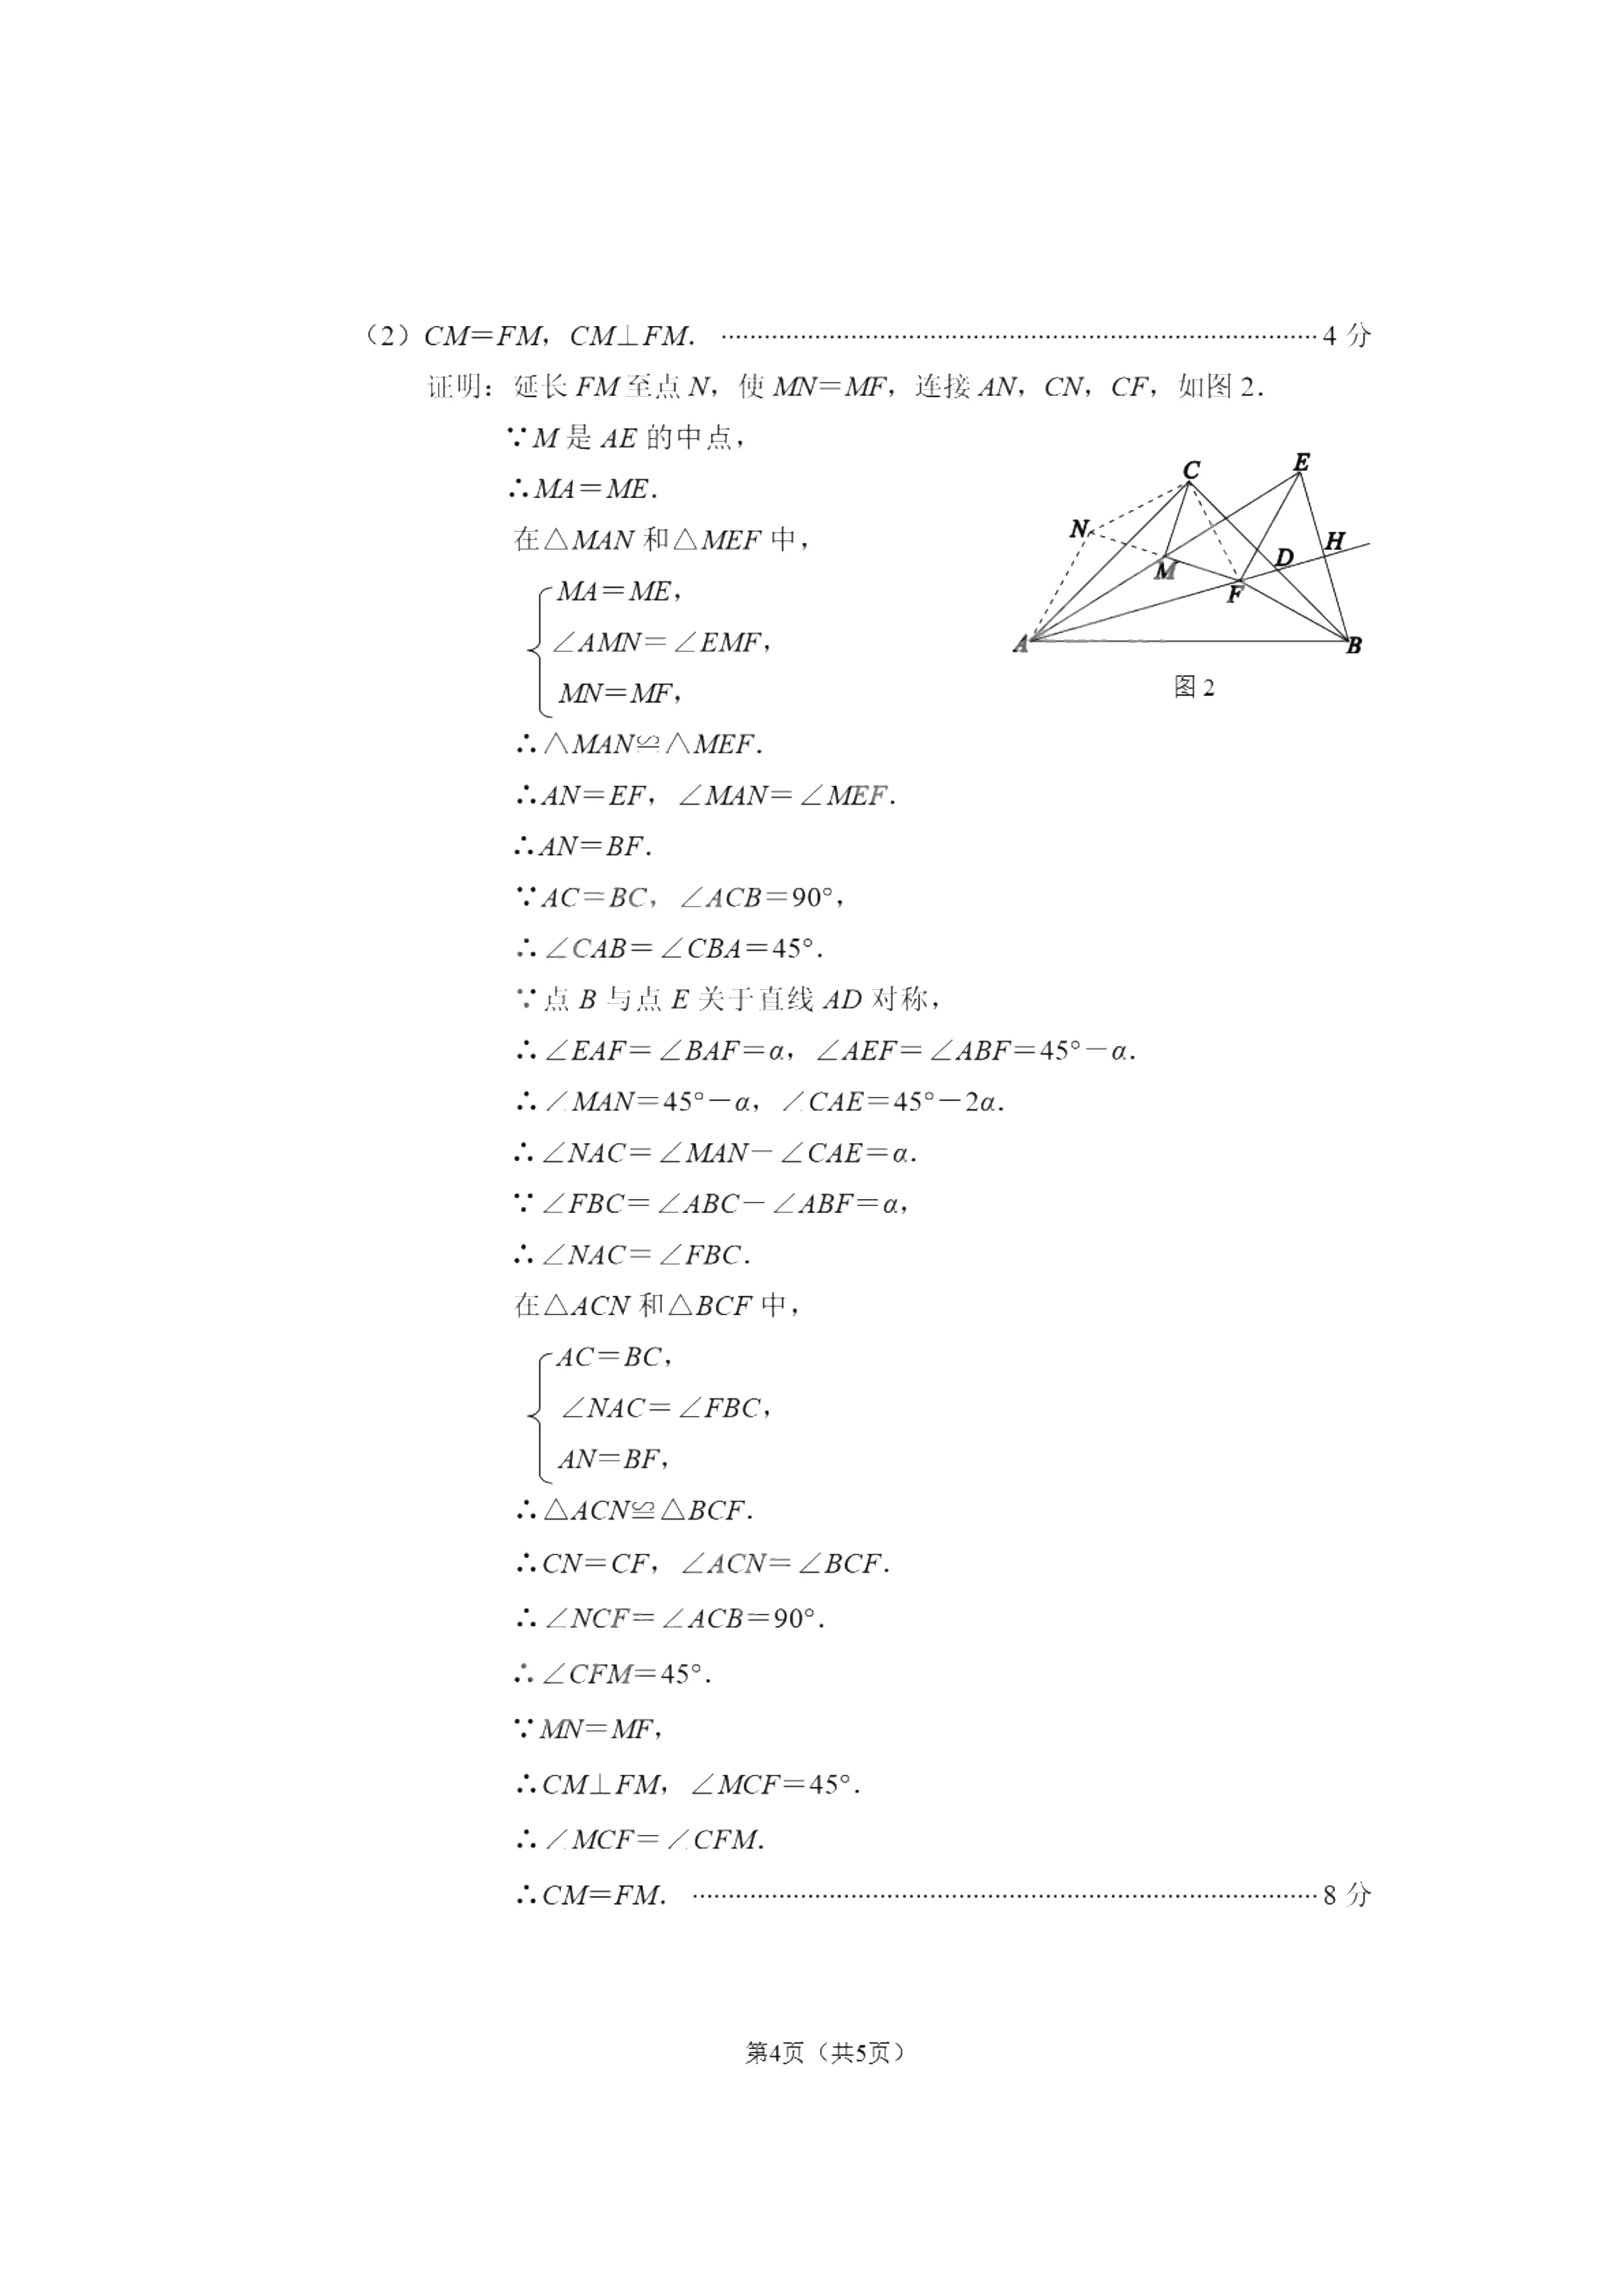 (2) CM=FM, CM⊥FM. ……………………………………………………………… 4 分
证明:延长 FM 至点 N,使 MN=MF,连接 AN,CN,CF,如图 2.
∵M 是 AE 的中点,
∴MA=ME.
在△MAN 和△MEF 中,
MA=ME,
∠AMN=∠EMF,
MN=MF,
C
E
N
H
D
M
F
A
B
图 2
∴△MAN≌△MEF.
∴AN=EF,∠MAN=∠MEF.
∴AN=BF.
∵AC=BC,∠ACB=90°,
∴∠CAB=∠CBA=45°.
∵点 B 与点 E 关于直线 AD 对称,
∴∠EAF=∠BAF=α,∠AEF=∠ABF=45°-α.
∴∠MAN=45°-α,∠CAE=45°-2α.
∴∠NAC=∠MAN-∠CAE=α.
∵∠FBC=∠ABC-∠ABF=α,
∴∠NAC=∠FBC.
在△ACN 和△BCF 中,
AC=BC,
∠NAC=∠FBC,
AN=BF,
∴△ACN≌△BCF.
∴CN=CF,∠ACN=∠BCF.
∴∠NCF=∠ACB=90°.
∴∠CFM=45°.
∵MN=MF,
∴CM⊥FM,∠MCF=45°.
∴∠MCF=∠CFM.
∴CM=FM. ……………………………………………………………… 8 分
第4页(共5页)